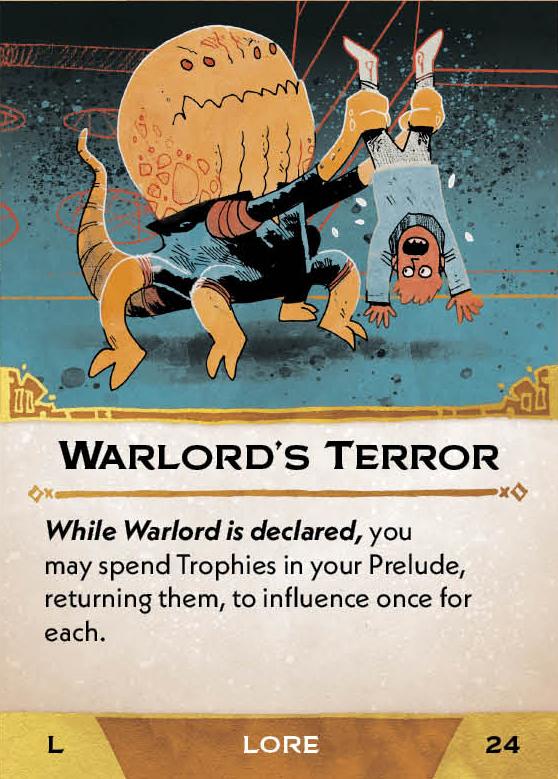 WARLORD'S TERROR
While Warlord is declared, you
may spend Trophies in your Prelude,
returning them, to influence once for
each.
L LORE 24